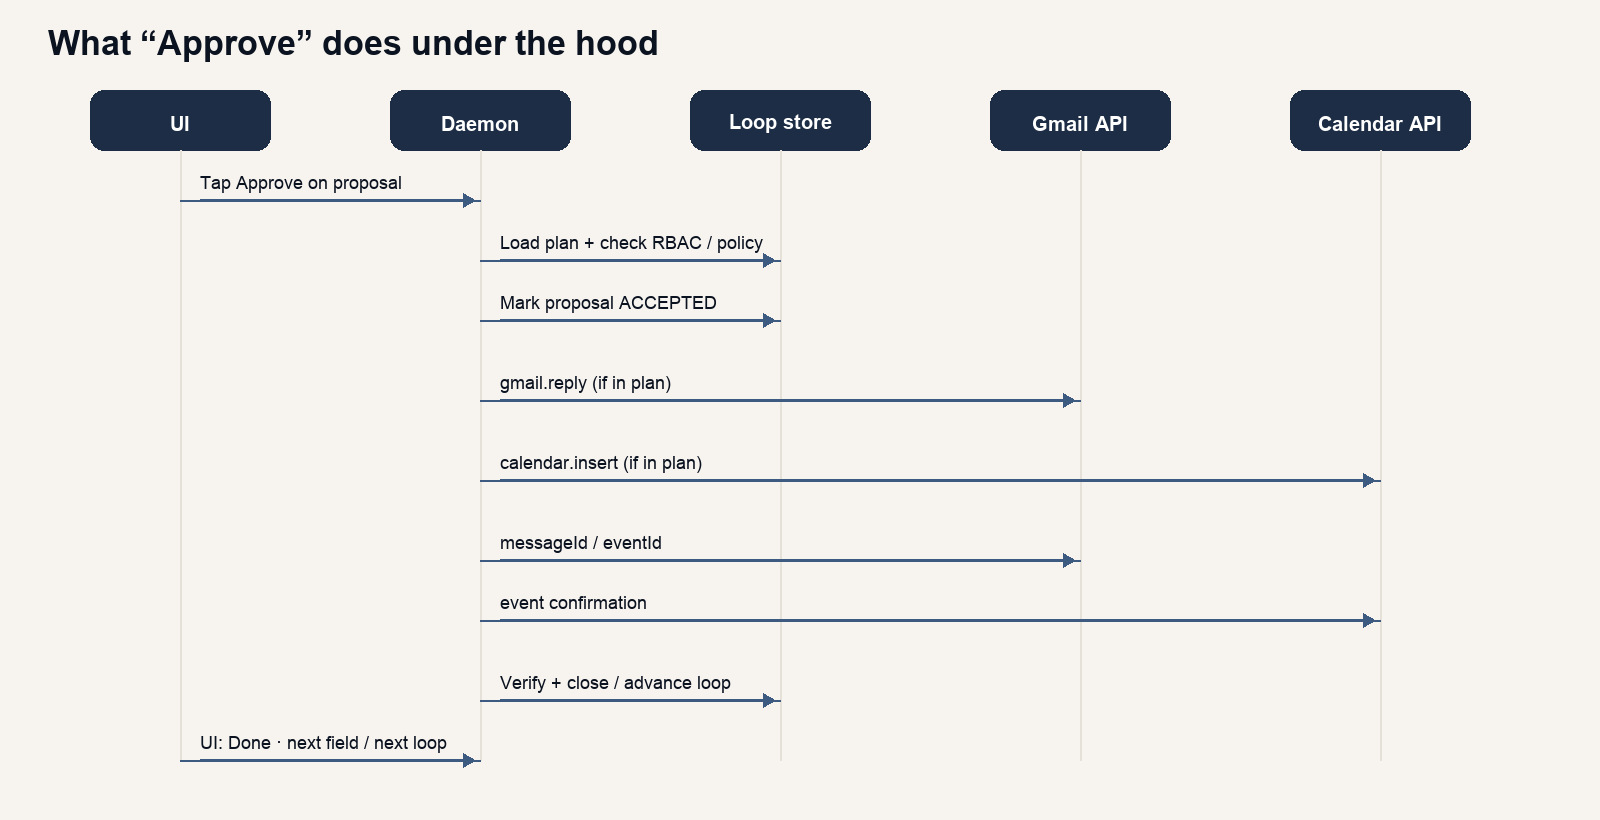 What “Approve” does under the hood
UI
Daemon
Loop store
Gmail API
Calendar API
Tap Approve on proposal
Load plan + check RBAC / policy
Mark proposal ACCEPTED
gmail.reply (if in plan)
calendar.insert (if in plan)
messageId / eventId
event confirmation
Verify + close / advance loop
UI: Done · next field / next loop